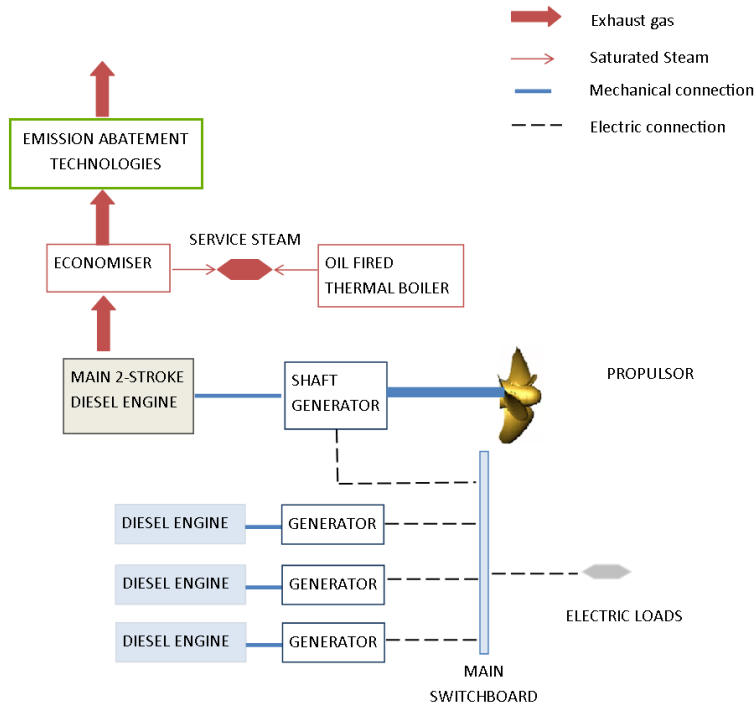 Exhaust gas
Saturated Steam
Mechanical connection
Electric connection
EMISSION ABATEMENT
TECHNOLOGIES
SERVICE STEAM
ECONOMISER
OIL FIRED
THERMAL BOILER
MAIN 2-STROKE
DIESEL ENGINE
SHAFT
GENERATOR
PROPULSOR
DIESEL ENGINE
GENERATOR
DIESEL ENGINE
GENERATOR
DIESEL ENGINE
GENERATOR
ELECTRIC LOADS
MAIN
SWITCHBOARD